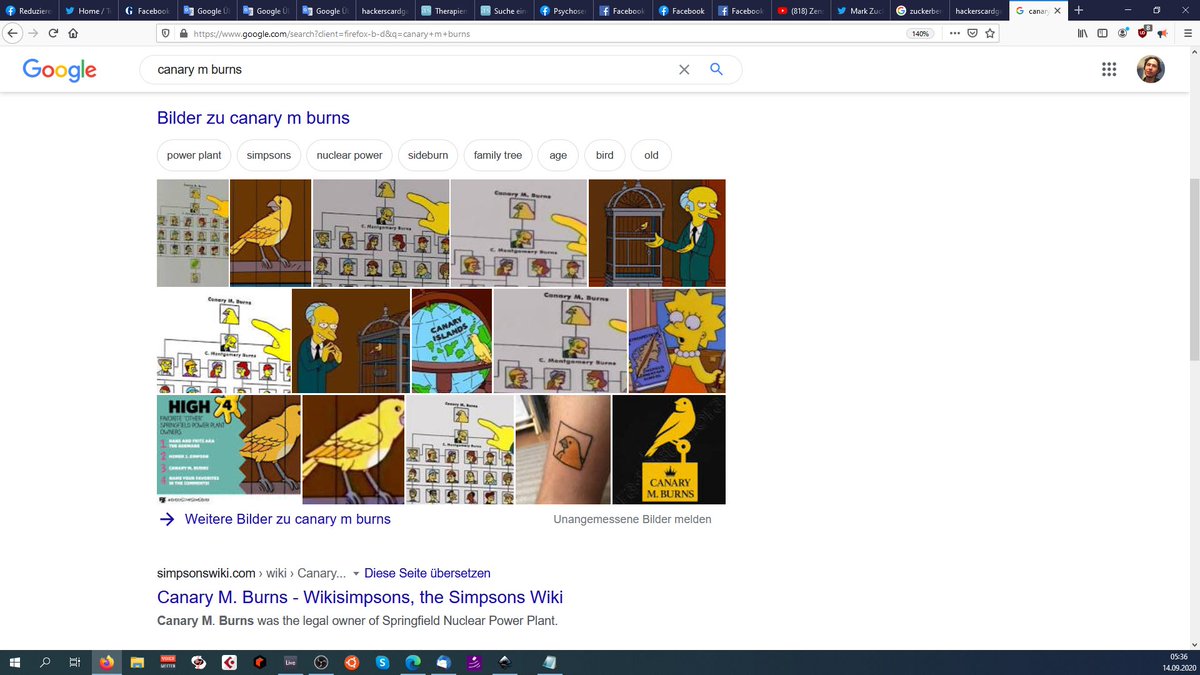 Reduziere
Home / T
Facebook
Google Ü
Google Ü
Google Ü
hackerscardg
Therapien
Suche ein
Psychoser
Facebook
Facebook
Facebook
(818) Zen
Mark Zuc
zuckerber
hackerscardg
canar
https://www.google.com/search?client=firefox-b-d&q=canary+m+burns
140%
Google
canary m burns
Bilder zu canary m burns
power plant
simpsons
nuclear power
sideburn
family tree
age
bird
old
Canary M. Burns
C. Montgomery Burns
Canary M. Burns
C. Montgomery Burns
Canary M. Burns
C. Montgomery Burns
CANARY
ISLANDS
Canary M. Burns
C. Montgomery Burns
HIGH 4
FAVORITE "OTHER"
SPRINGFIELD POWER PLANT
OWNERS
1 HANS AND FRITZ AKA
THE GERMANS
2 HOMER J. SIMPSON
3 CANARY M. BURNS
4 NAME YOUR FAVORITES
IN THE COMMENTS!
Canary M. Burns
C. Montgomery Burns
CANARY
M. BURNS
Weitere Bilder zu canary m burns
Unangemessene Bilder melden
simpsonswiki.com › wiki › Canary...
Diese Seite übersetzen
Canary M. Burns - Wikisimpsons, the Simpsons Wiki
Canary M. Burns was the legal owner of Springfield Nuclear Power Plant.
Live
05:36
14.09.2020